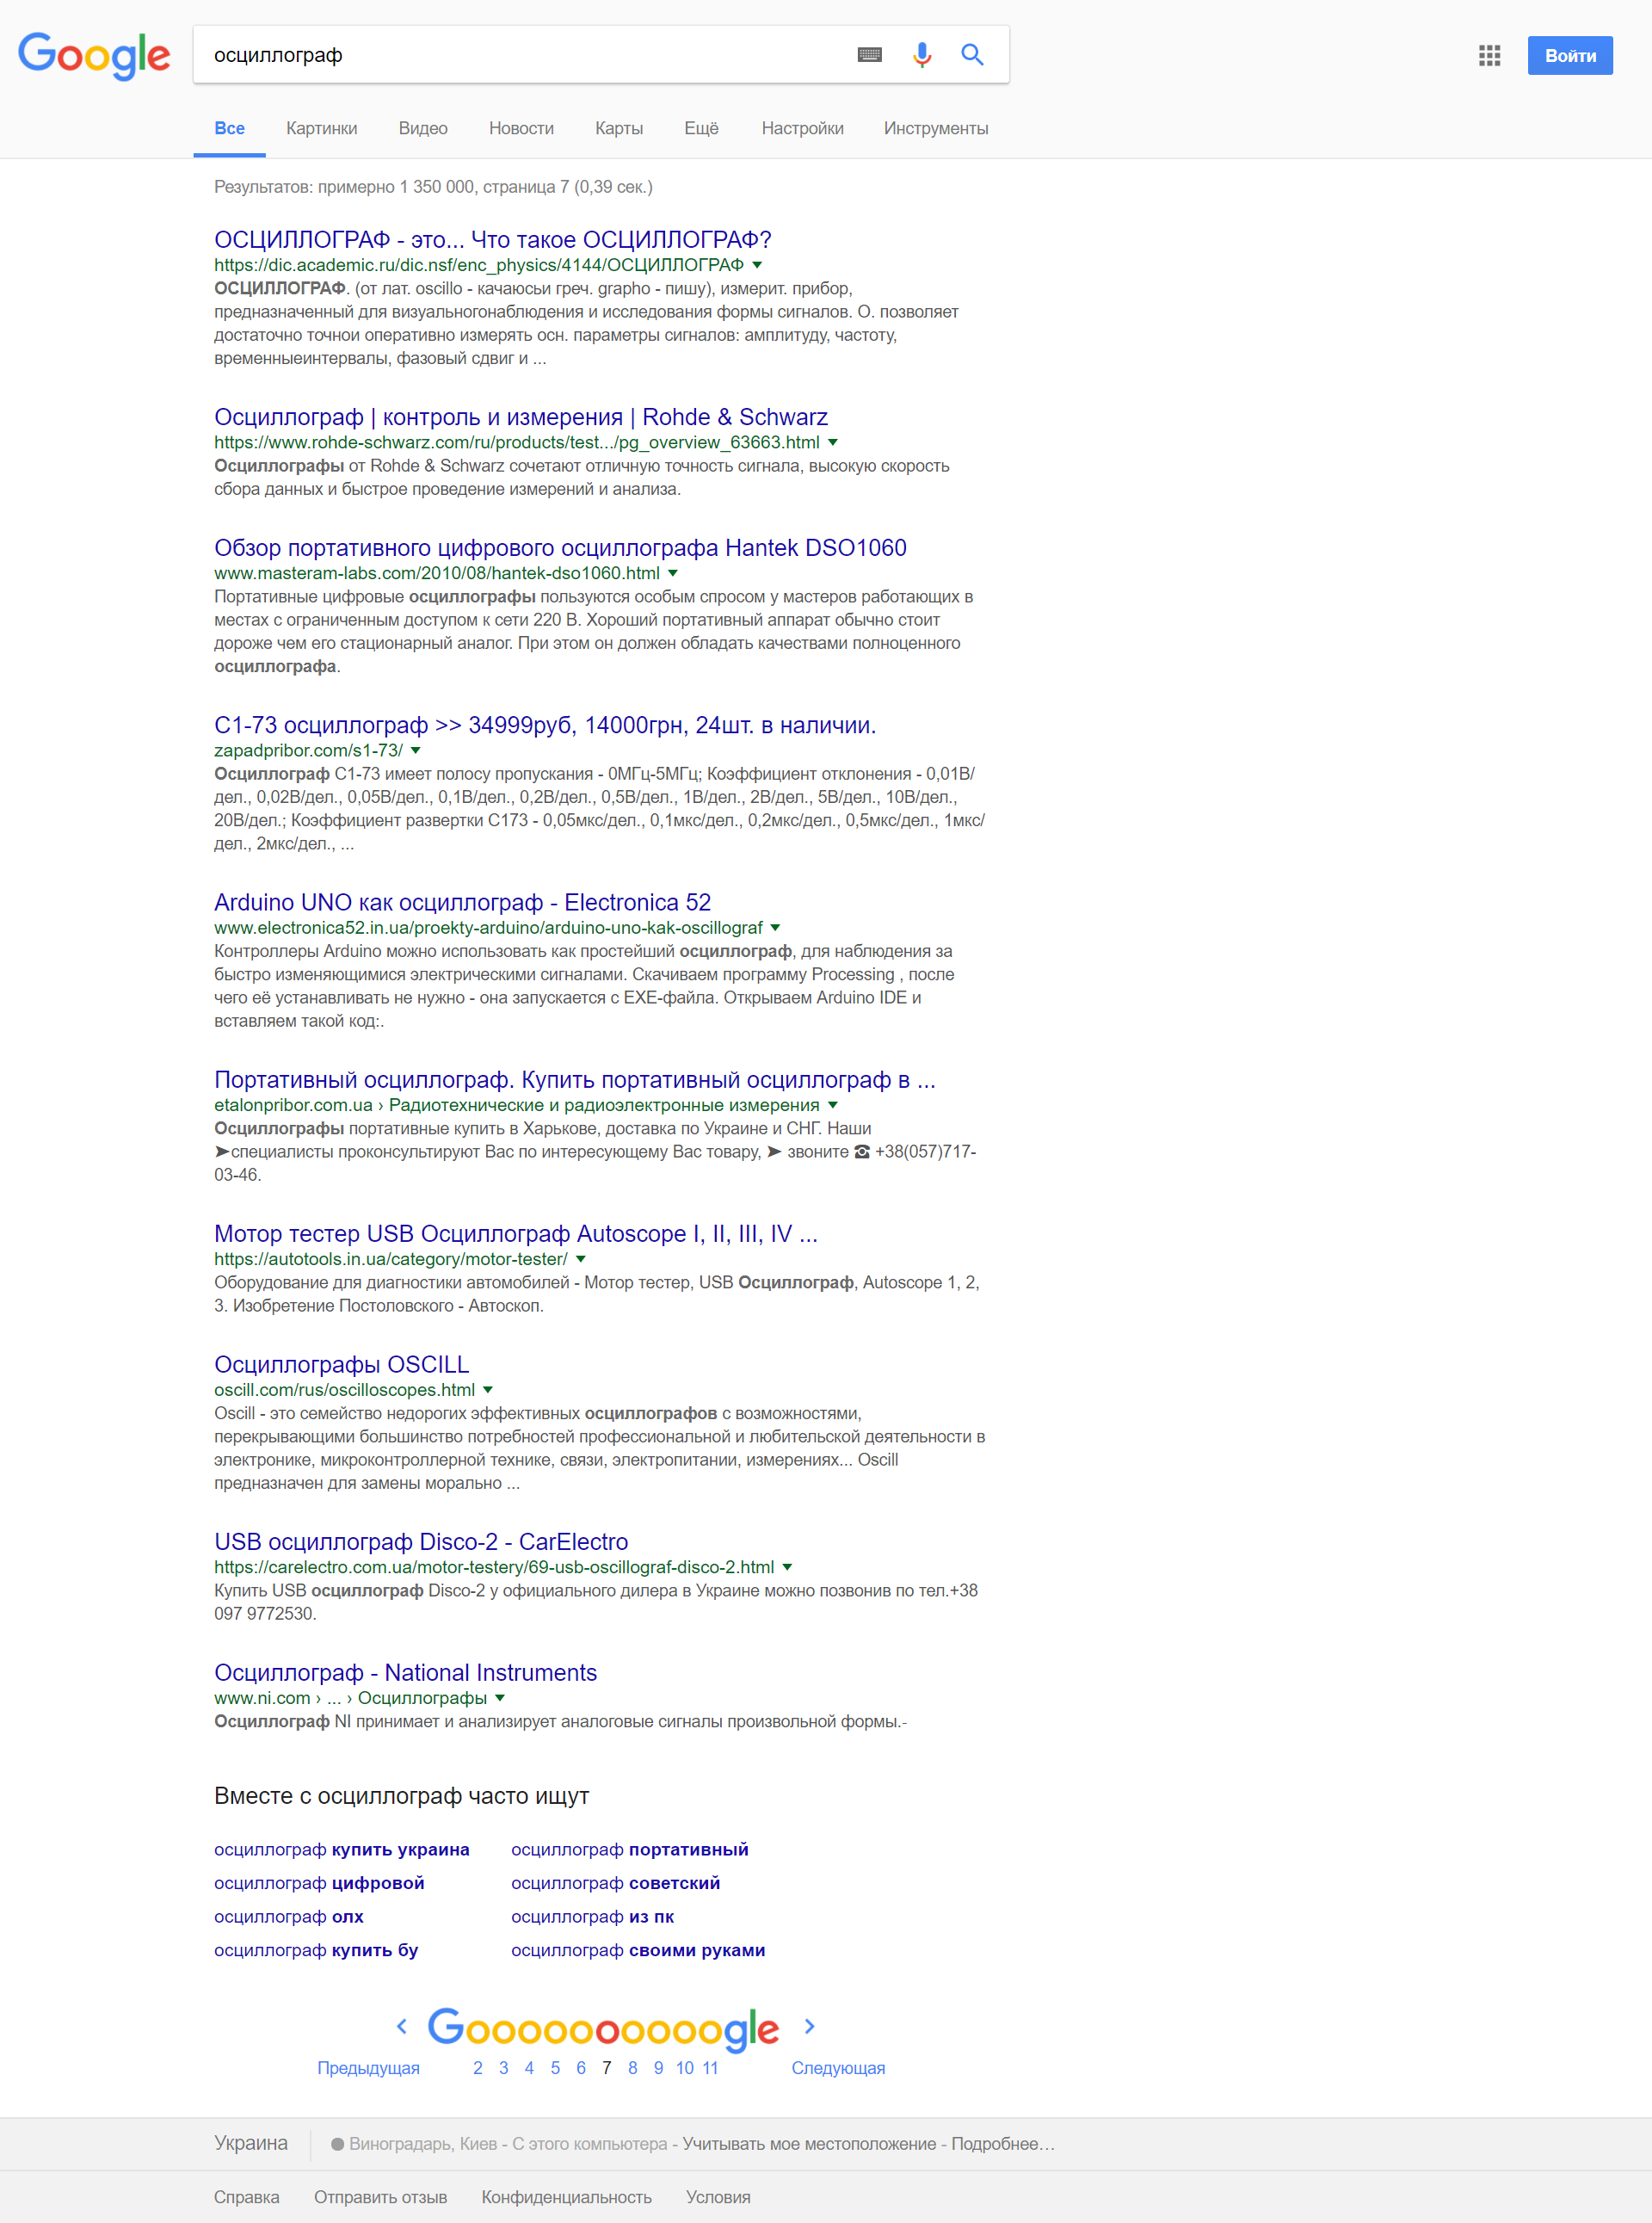 Google
осциллограф
Войти
Все Картинки Видео Новости Карты Ещё Настройки Инструменты
Результатов: примерно 1 350 000, страница 7 (0,39 сек.)
ОСЦИЛЛОГРАФ - это... Что такое ОСЦИЛЛОГРАФ?
https://dic.academic.ru/dic.nsf/enc_physics/4144/ОСЦИЛЛОГРАФ
ОСЦИЛЛОГРАФ. (от лат. oscillo - качаюсьи греч. grapho - пишу), измерит. прибор,
предназначенный для визуальногонаблюдения и исследования формы сигналов. О. позволяет
достаточно точнои оперативно измерять осн. параметры сигналов: амплитуду, частоту,
временныеинтервалы, фазовый сдвиг и ...
Осциллограф | контроль и измерения | Rohde & Schwarz
https://www.rohde-schwarz.com/ru/products/test.../pg_overview_63663.html
Осциллографы от Rohde & Schwarz сочетают отличную точность сигнала, высокую скорость
сбора данных и быстрое проведение измерений и анализа.
Обзор портативного цифрового осциллографа Hantek DSO1060
www.masteram-labs.com/2010/08/hantek-dso1060.html
Портативные цифровые осциллографы пользуются особым спросом у мастеров работающих в
местах с ограниченным доступом к сети 220 В. Хороший портативный аппарат обычно стоит
дороже чем его стационарный аналог. При этом он должен обладать качествами полноценного
осциллографа.
С1-73 осциллограф >> 34999руб, 14000грн, 24шт. в наличии.
zapadpribor.com/s1-73/
Осциллограф С1-73 имеет полосу пропускания - 0МГц-5МГц; Коэффициент отклонения - 0,01В/
дел., 0,02В/дел., 0,05В/дел., 0,1В/дел., 0,2В/дел., 0,5В/дел., 1В/дел., 2В/дел., 5В/дел., 10В/дел.,
20В/дел.; Коэффициент развертки С173 - 0,05мкс/дел., 0,1мкс/дел., 0,2мкс/дел., 0,5мкс/дел., 1мкс/
дел., 2мкс/дел., ...
Arduino UNO как осциллограф - Electronica 52
www.electronica52.in.ua/proekty-arduino/arduino-uno-kak-oscillograf
Контроллеры Arduino можно использовать как простейший осциллограф, для наблюдения за
быстро изменяющимися электрическими сигналами. Скачиваем программу Processing , после
чего её устанавливать не нужно - она запускается с EXE-файла. Открываем Arduino IDE и
вставляем такой код:.
Портативный осциллограф. Купить портативный осциллограф в ...
etalonpribor.com.ua › Радиотехнические и радиоэлектронные измерения
Осциллографы портативные купить в Харькове, доставка по Украине и СНГ. Наши
➤специалисты проконсультируют Вас по интересующему Вас товару, ➤ звоните ☎ +38(057)717-
03-46.
Мотор тестер USB Осциллограф Autoscope I, II, III, IV ...
https://autotools.in.ua/category/motor-tester/
Оборудование для диагностики автомобилей - Мотор тестер, USB Осциллограф, Autoscope 1, 2,
3. Изобретение Постоловского - Автоскоп.
Осциллографы OSCILL
oscill.com/rus/oscilloscopes.html
Oscill - это семейство недорогих эффективных осциллографов с возможностями,
перекрывающими большинство потребностей профессиональной и любительской деятельности в
электронике, микроконтроллерной технике, связи, электропитании, измерениях... Oscill
предназначен для замены морально ...
USB осциллограф Disco-2 - CarElectro
https://carelectro.com.ua/motor-testery/69-usb-oscillograf-disco-2.html
Купить USB осциллограф Disco-2 у официального дилера в Украине можно позвонив по тел.+38
097 9772530.
Осциллограф - National Instruments
www.ni.com › ... › Осциллографы
Осциллограф NI принимает и анализирует аналоговые сигналы произвольной формы.-
Вместе с осциллограф часто ищут
осциллограф купить украина осциллограф портативный
осциллограф цифровой осциллограф советский
осциллограф олх осциллограф из пк
осциллограф купить бу осциллограф своими руками
Goooooooooogle
Предыдущая 2 3 4 5 6 7 8 9 10 11 Следующая
Украина Виноградарь, Киев - С этого компьютера - Учитывать мое местоположение - Подробнее…
Справка Отправить отзыв Конфиденциальность Условия